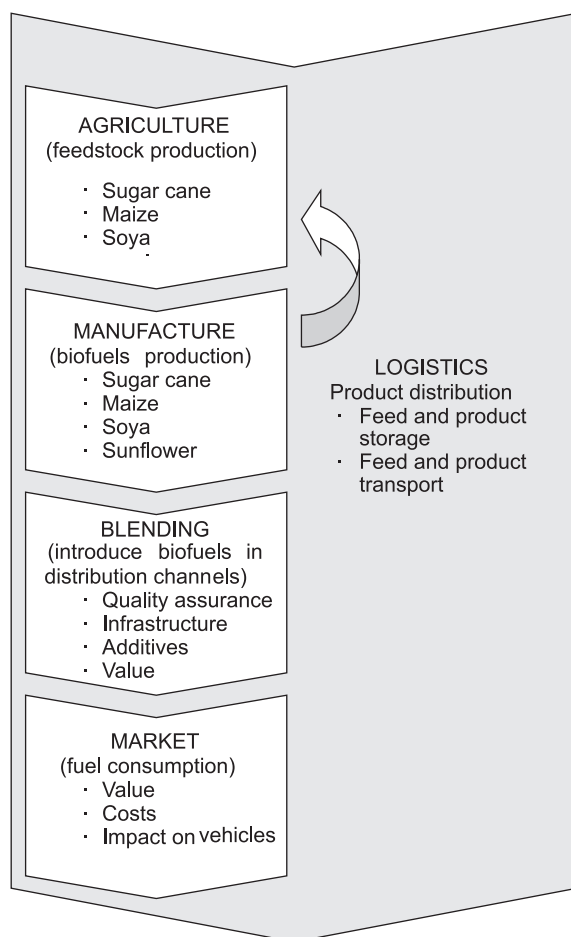 AGRICULTURE
(feedstock production)
· Sugar cane
· Maize
· Soya
·
MANUFACTURE
(biofuels production)
· Sugar cane
· Maize
· Soya
· Sunflower
BLENDING
(introduce biofuels in
distribution channels)
· Quality assurance
· Infrastructure
· Additives
· Value
MARKET
(fuel consumption)
· Value
· Costs
· Impact on vehicles
LOGISTICS
Product distribution
· Feed and product
storage
· Feed and product
transport